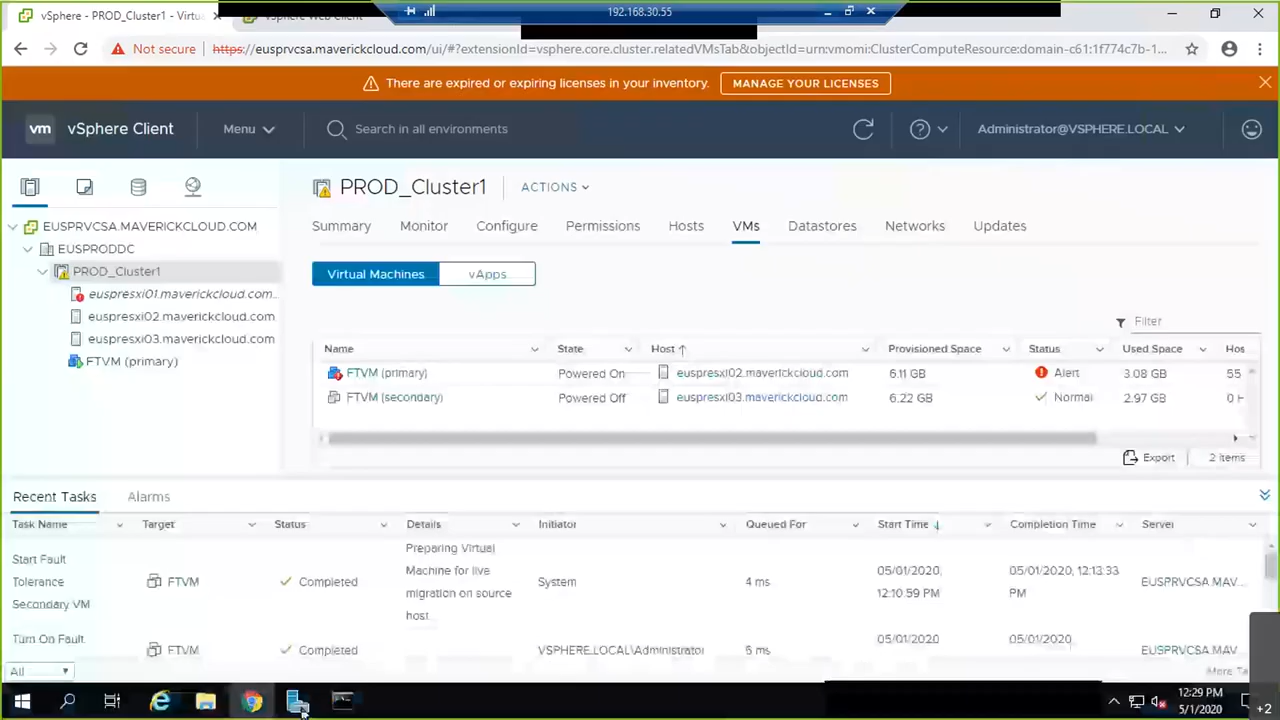 vSphere - PROD_Cluster1 - Virtu
vSphere Web Client
192.168.30.55
Not secure
https://eusprvcsa.maverickcloud.com/ui/#?extensionId=vsphere.core.cluster.relatedVMsTab&objectId=urn:vmomi:ClusterComputeResource:domain-c61:1f774c7b-1...
There are expired or expiring licenses in your inventory.
MANAGE YOUR LICENSES
vm vSphere Client
Menu
Search in all environments
Administrator@VSPHERE.LOCAL
PROD_Cluster1
ACTIONS
Summary Monitor Configure Permissions Hosts VMs Datastores Networks Updates
EUSPRVCSA.MAVERICKCLOUD.COM
EUSPRODDC
PROD_Cluster1
euspresxi01.maverickcloud.com...
euspresxi02.maverickcloud.com
euspresxi03.maverickcloud.com
FTVM (primary)
Virtual Machines vApps
Filter
Name State Host Provisioned Space Status Used Space Hos
FTVM (primary) Powered On euspresxi02.maverickcloud.com 6.11 GB Alert 3.08 GB 55
FTVM (secondary) Powered Off euspresxi03.maverickcloud.com 6.22 GB Normal 2.97 GB 0 H
Export 2 items
Recent Tasks Alarms
Task Name Target Status Details Initiator Queued For Start Time Completion Time Server
Start Fault
Tolerance
Secondary VM
FTVM
Completed
Preparing Virtual
Machine for live
migration on source
host
System
4 ms
05/01/2020,
12:10:59 PM
05/01/2020, 12:13:33
PM
EUSPRVCSA.MAV...
Turn On Fault
FTVM
Completed
VSPHERE.LOCAL\Administrator
5 ms
05/01/2020
05/01/2020,
EUSPRVCSA.MAV
All
More Ta
12:29 PM
5/1/2020
+2